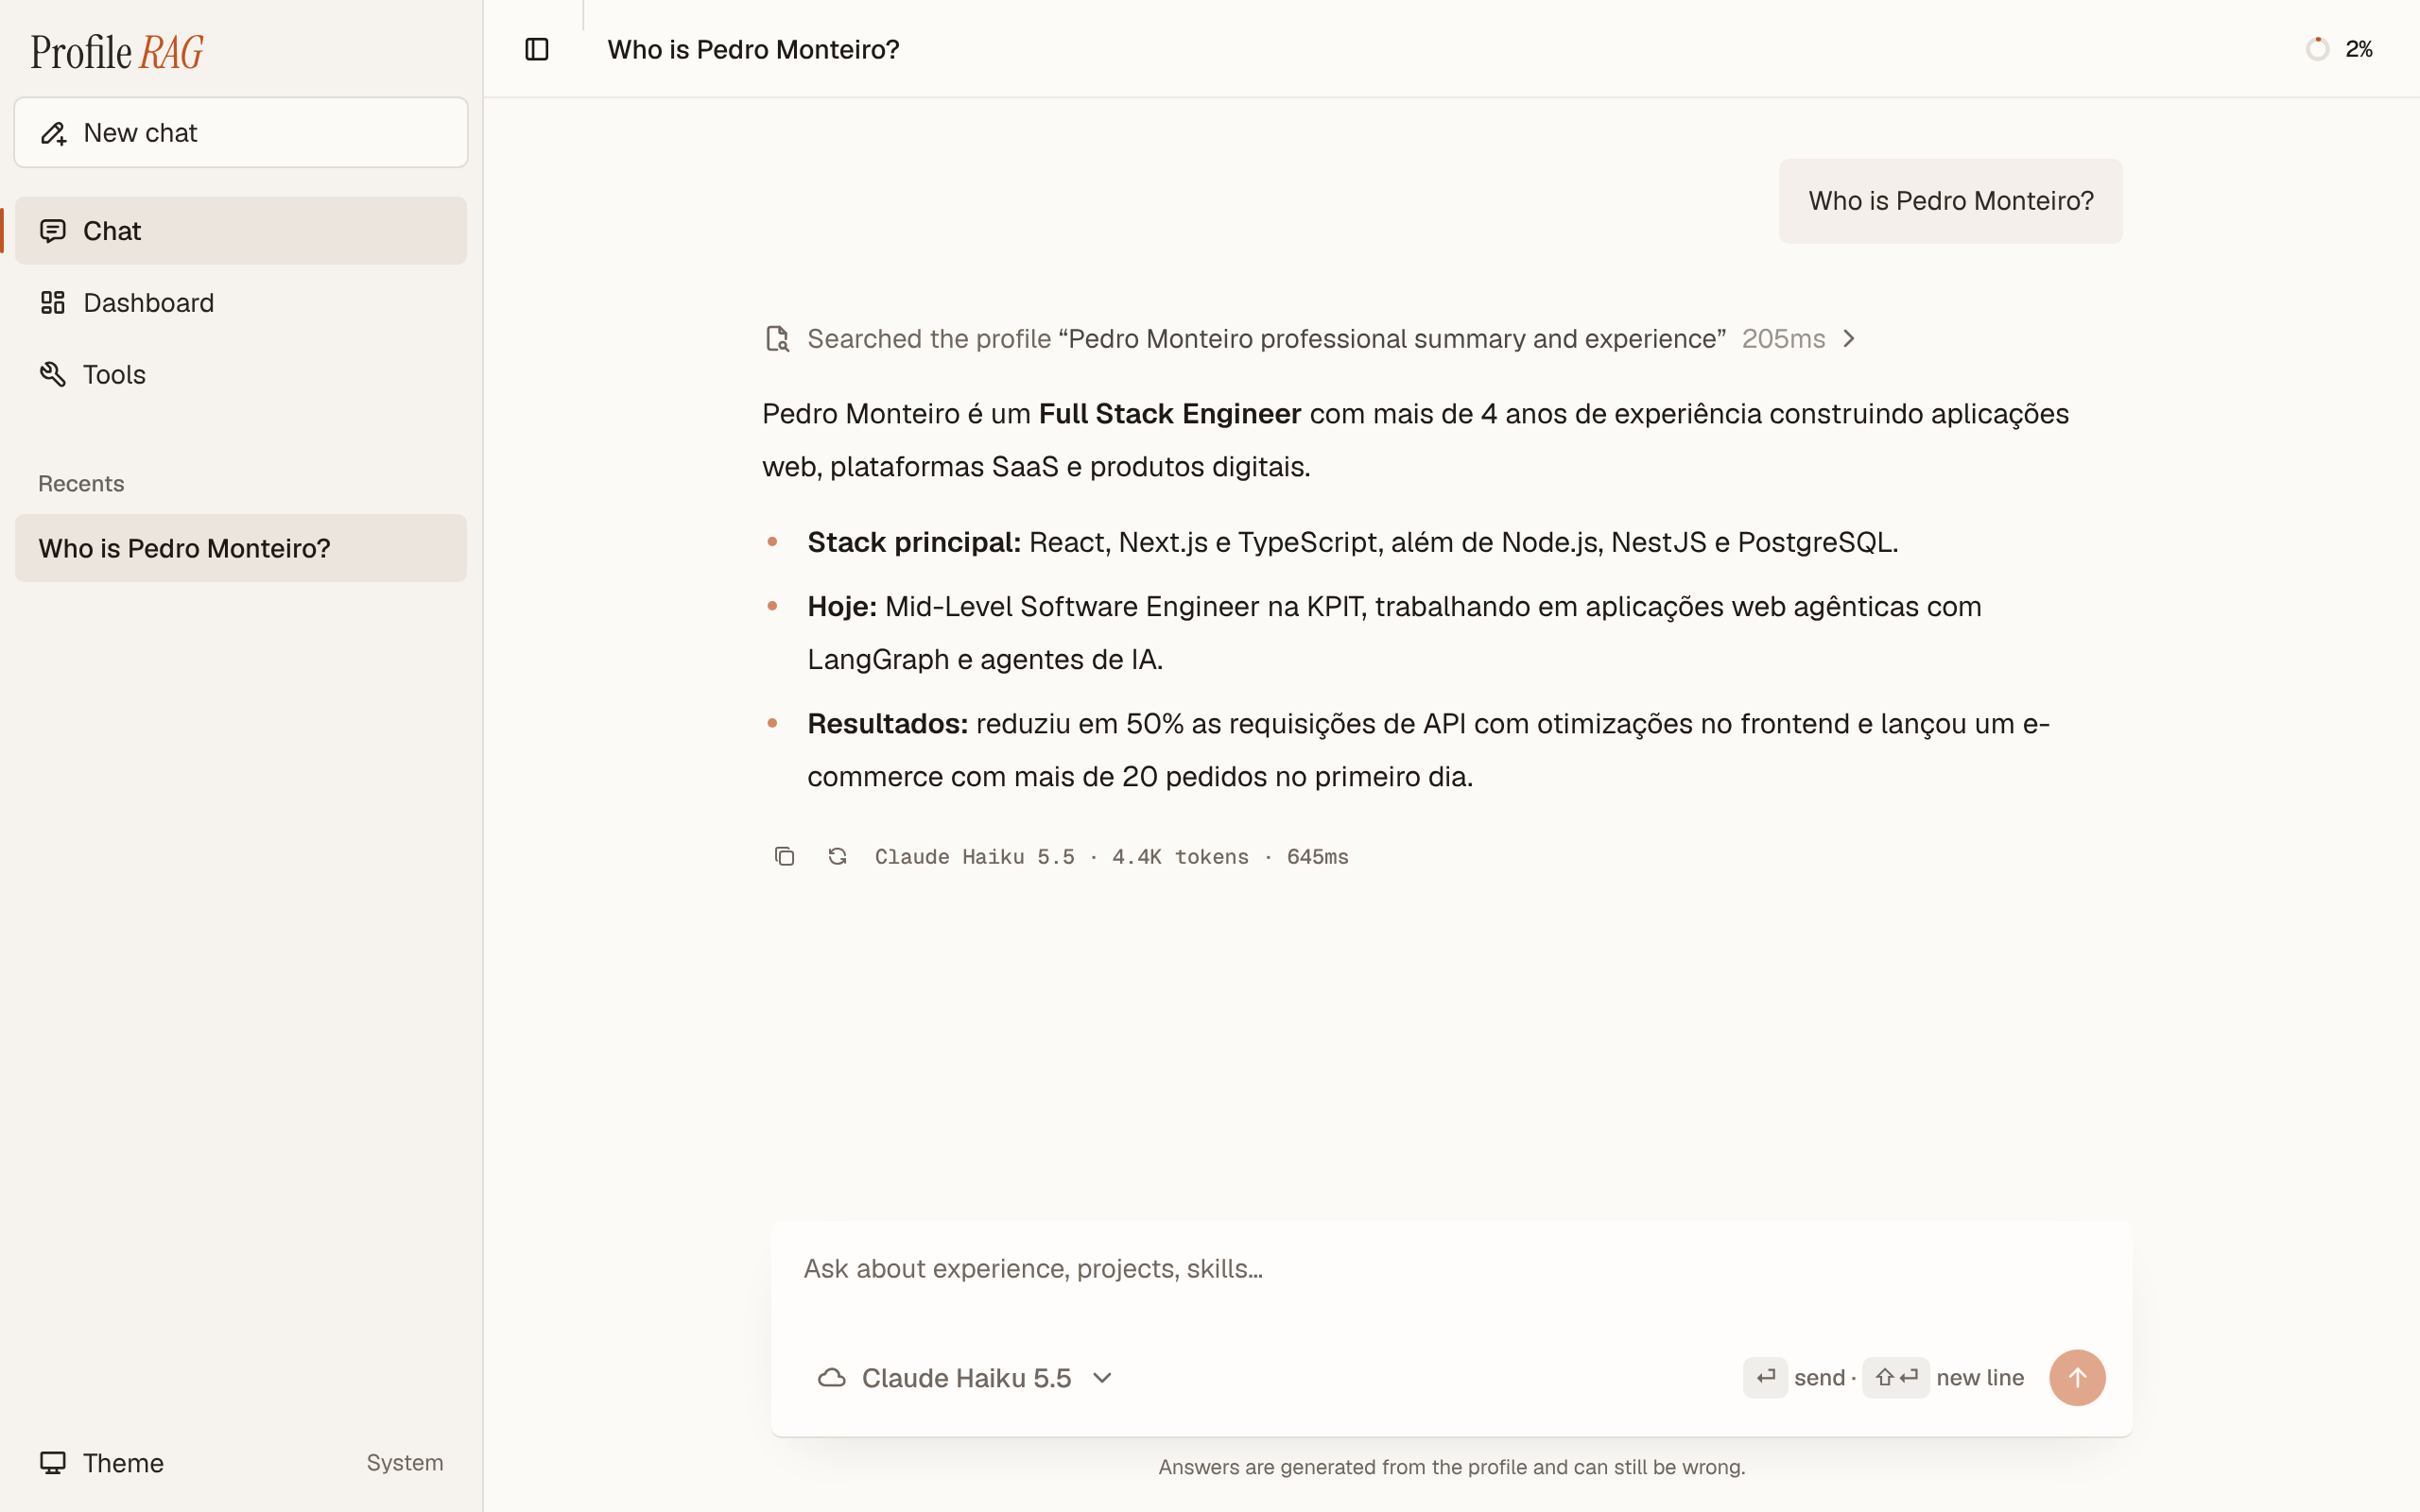 Profile RAG
New chat
Chat
Dashboard
Tools
Recents
Who is Pedro Monteiro?
Theme
System
Who is Pedro Monteiro?
2%
Who is Pedro Monteiro?
Searched the profile “Pedro Monteiro professional summary and experience” 205ms
Pedro Monteiro é um Full Stack Engineer com mais de 4 anos de experiência construindo aplicações
web, plataformas SaaS e produtos digitais.
Stack principal: React, Next.js e TypeScript, além de Node.js, NestJS e PostgreSQL.
Hoje: Mid-Level Software Engineer na KPIT, trabalhando em aplicações web agênticas com
LangGraph e agentes de IA.
Resultados: reduziu em 50% as requisições de API com otimizações no frontend e lançou um e-
commerce com mais de 20 pedidos no primeiro dia.
Claude Haiku 5.5 · 4.4K tokens · 645ms
Ask about experience, projects, skills...
Claude Haiku 5.5
send · new line
Answers are generated from the profile and can still be wrong.